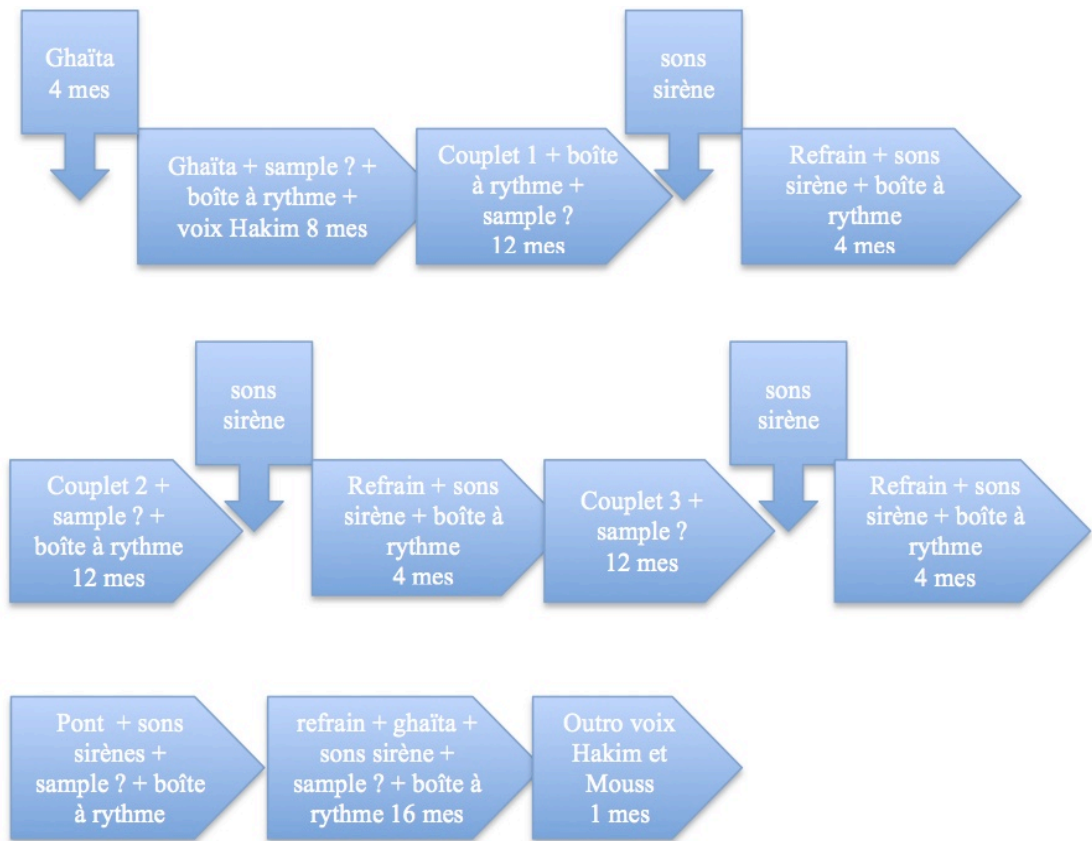 Ghaïta
4 mes
Ghaïta + sample ? +
boîte à rythme +
voix Hakim 8 mes
Couplet 1 + boîte
à rythme +
sample ?
12 mes
sons
sirène
Refrain + sons
sirène + boîte à
rythme
4 mes
Couplet 2 +
sample ? +
boîte à rythme
12 mes
sons
sirène
Refrain + sons
sirène + boîte à
rythme
4 mes
Couplet 3 +
sample ?
12 mes
sons
sirène
Refrain + sons
sirène + boîte à
rythme
4 mes
Pont + sons
sirènes +
sample ? + boîte
à rythme
refrain + ghaïta +
sons sirène +
sample ? + boîte à
rythme 16 mes
Outro voix
Hakim et
Mouss
1 mes